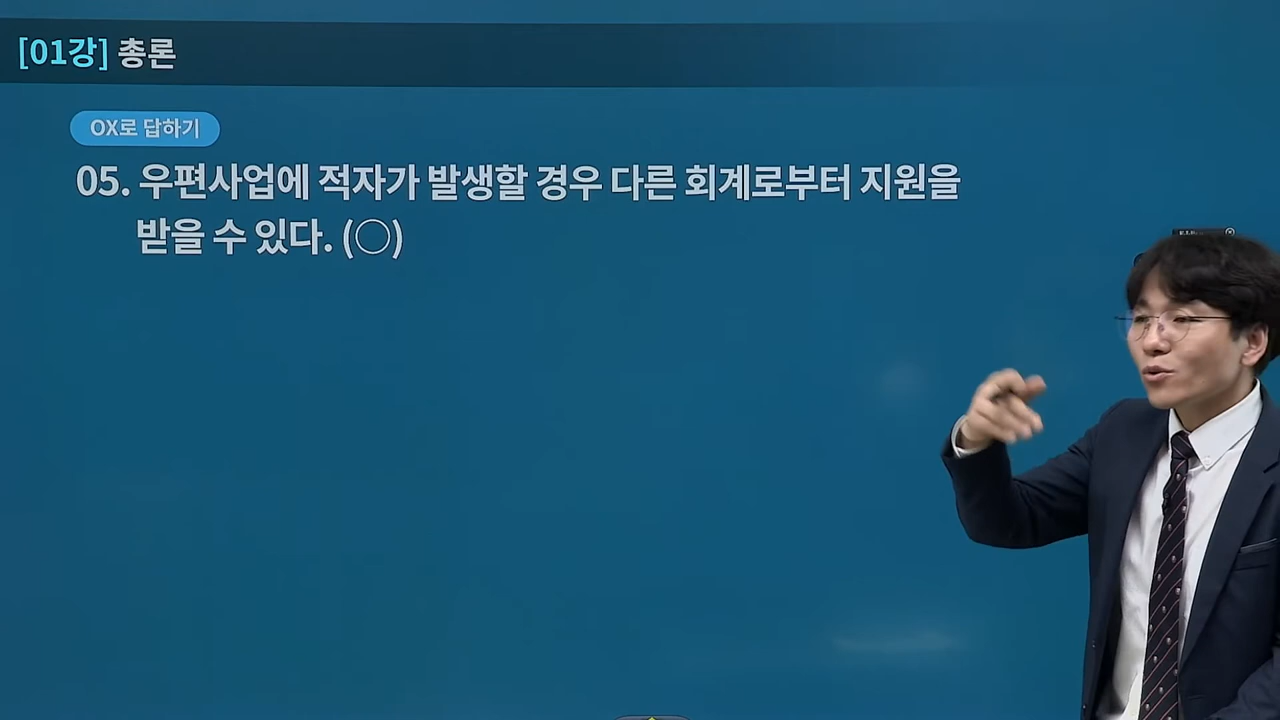 [01강] 총론
OX로 답하기
05. 우편사업에 적자가 발생할 경우 다른 회계로부터 지원을
받을 수 있다. (○)